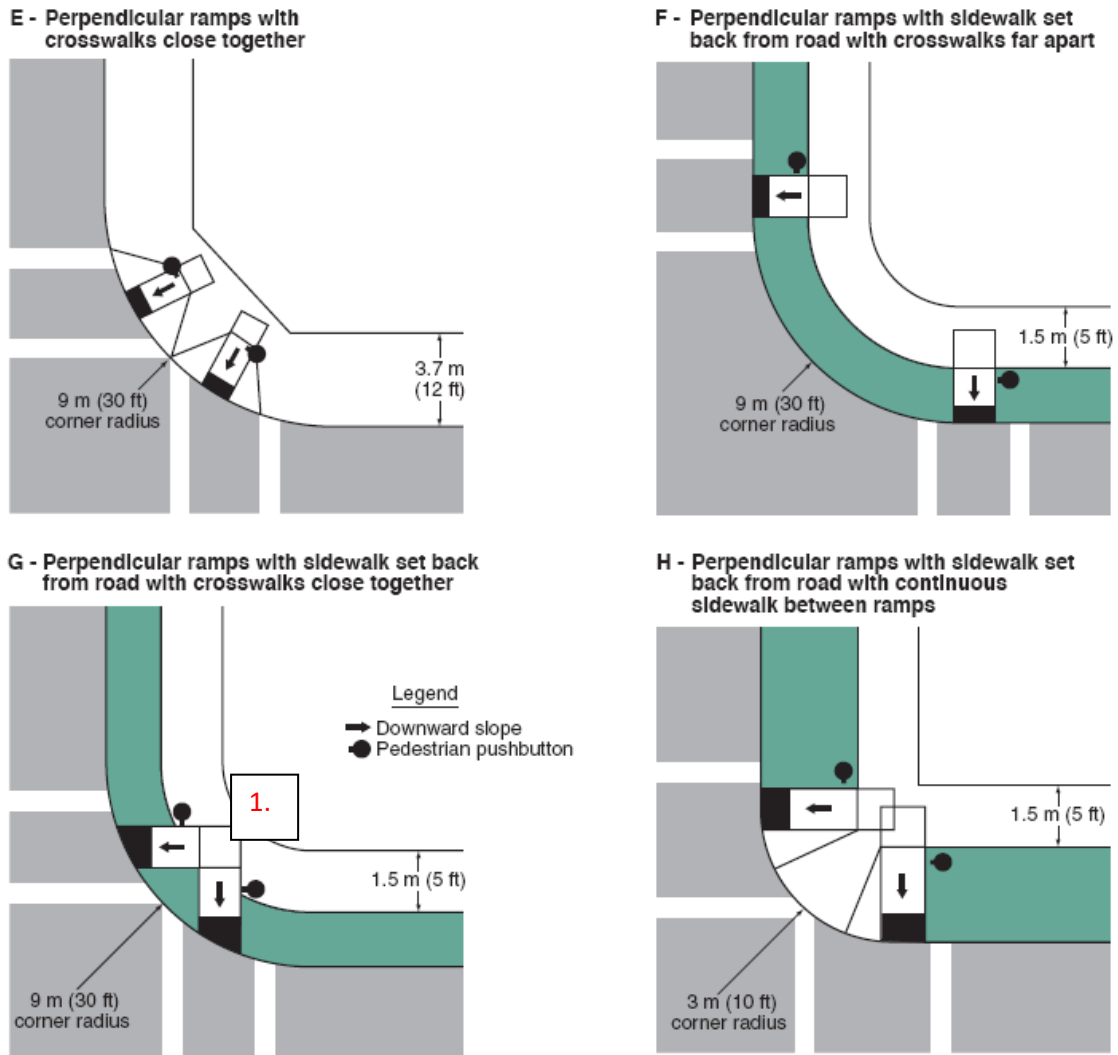 E - Perpendicular ramps with
crosswalks close together
9 m (30 ft)
corner radius
3.7 m
(12 ft)
F - Perpendicular ramps with sidewalk set
back from road with crosswalks far apart
9 m (30 ft)
corner radius
1.5 m (5 ft)
G - Perpendicular ramps with sidewalk set back
from road with crosswalks close together
Legend
Downward slope
Pedestrian pushbutton
1.
1.5 m (5 ft)
9 m (30 ft)
corner radius
H - Perpendicular ramps with sidewalk set
back from road with continuous
sidewalk between ramps
1.5 m (5 ft)
3 m (10 ft)
corner radius